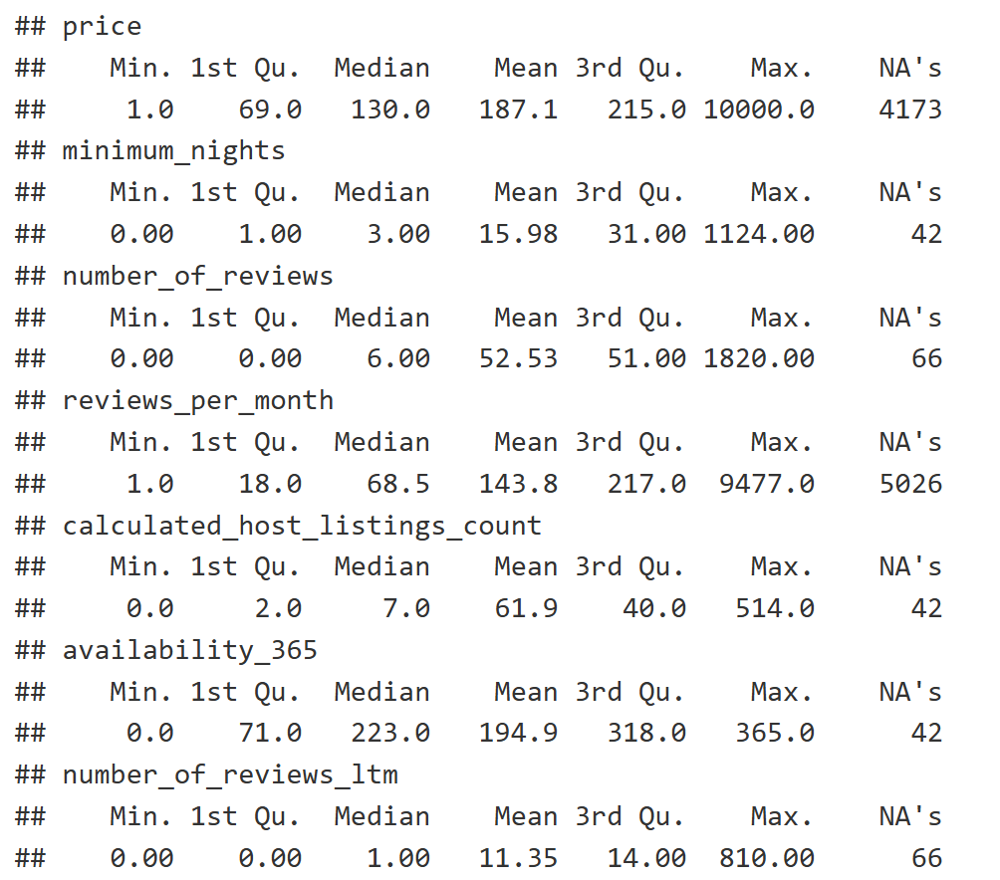 ## price
##    Min. 1st Qu.  Median    Mean 3rd Qu.    Max.    NA's
##     1.0    69.0   130.0   187.1   215.0 10000.0    4173
## minimum_nights
##    Min. 1st Qu.  Median    Mean 3rd Qu.    Max.    NA's
##    0.00    1.00    3.00   15.98   31.00 1124.00      42
## number_of_reviews
##    Min. 1st Qu.  Median    Mean 3rd Qu.    Max.    NA's
##    0.00    0.00    6.00   52.53   51.00 1820.00      66
## reviews_per_month
##    Min. 1st Qu.  Median    Mean 3rd Qu.    Max.    NA's
##     1.0    18.0    68.5   143.8   217.0  9477.0    5026
## calculated_host_listings_count
##    Min. 1st Qu.  Median    Mean 3rd Qu.    Max.    NA's
##     0.0     2.0     7.0    61.9    40.0   514.0      42
## availability_365
##    Min. 1st Qu.  Median    Mean 3rd Qu.    Max.    NA's
##     0.0    71.0   223.0   194.9   318.0   365.0      42
## number_of_reviews_ltm
##    Min. 1st Qu.  Median    Mean 3rd Qu.    Max.    NA's
##    0.00    0.00    1.00   11.35   14.00  810.00      66